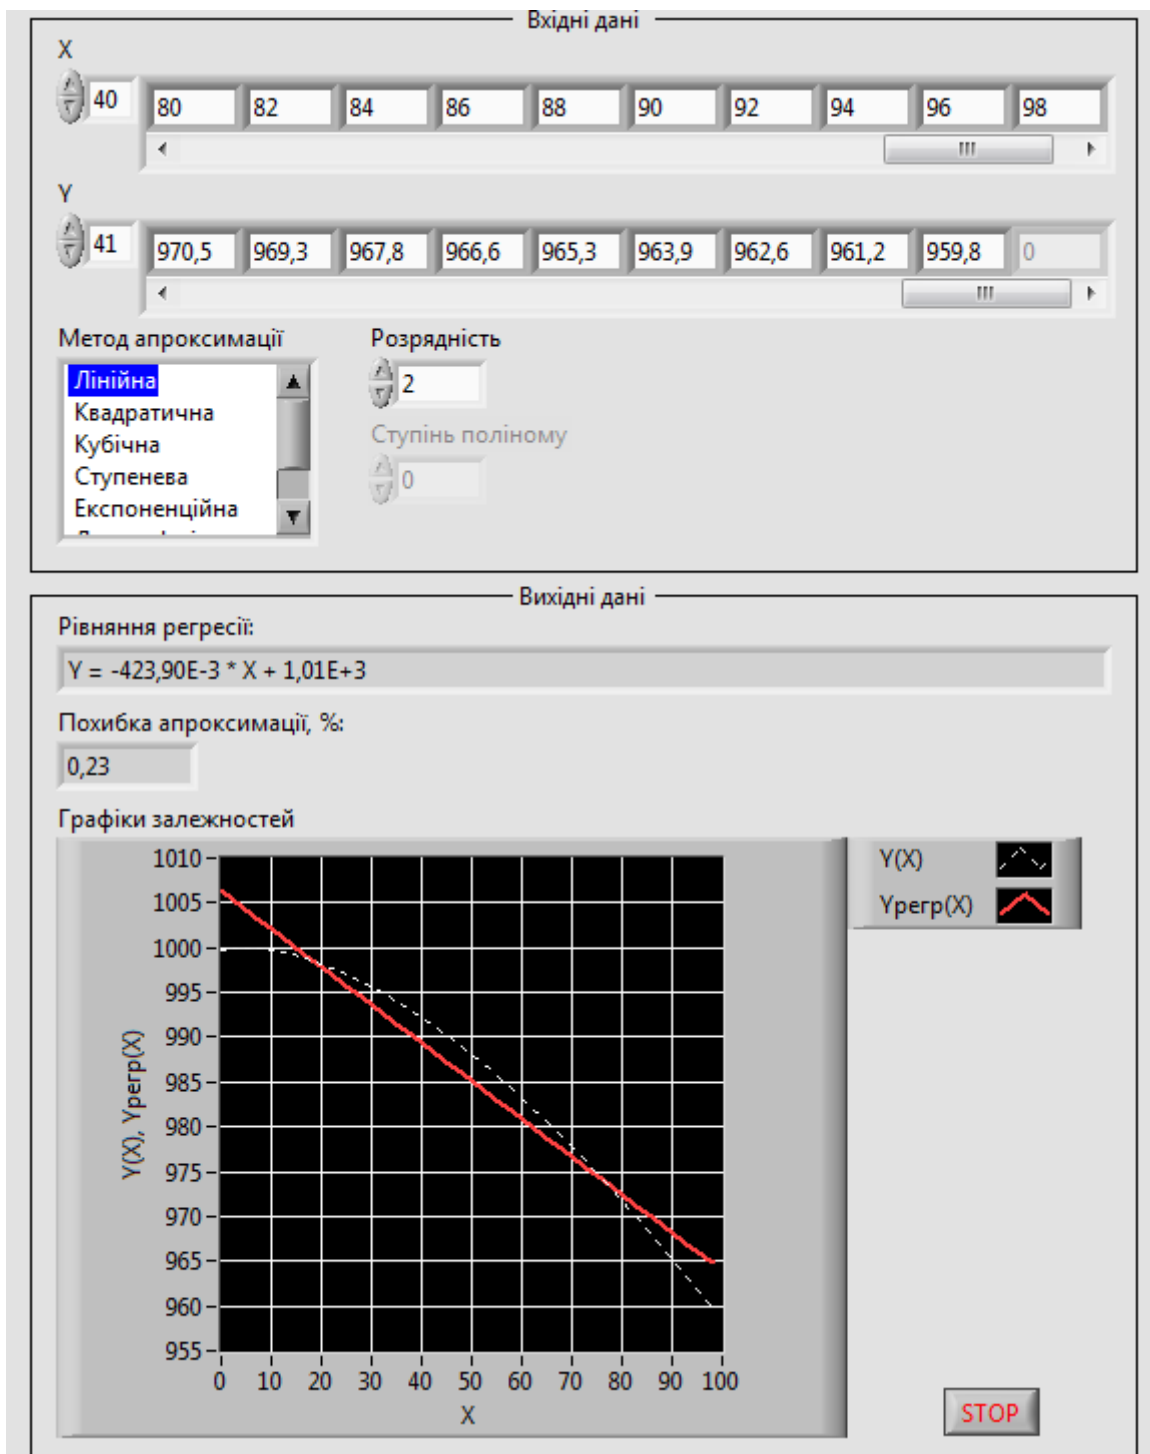 Вхідні дані
X
40 80 82 84 86 88 90 92 94 96 98
Y
41 970,5 969,3 967,8 966,6 965,3 963,9 962,6 961,2 959,8 0
Метод апроксимації Розрядність
Лінійна 2
Квадратична
Кубічна Ступінь поліному
Ступенева 0
Експоненційна
Вихідні дані
Рівняння регресії:
Y = -423,90E-3 * X + 1,01E+3
Похибка апроксимації, %:
0,23
Графіки залежностей
Y(X)
Yрегр(X)
1010
1005
1000
995
990
985
980
975
970
965
960
955
Y(X), Yрегр(X)
0 10 20 30 40 50 60 70 80 90 100
X
STOP